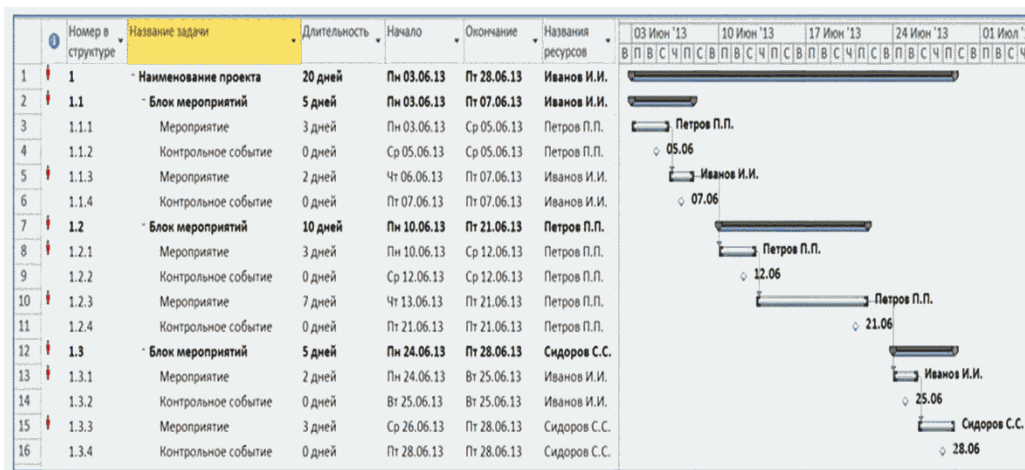 Номер в структуре Название задачи Длительность Начало Окончание Названия ресурсов 03 Июн '13 10 Июн '13 17 Июн '13 24 Июн '13 01 Июл '
В П В С Ч П С В П В С Ч П С В П В С Ч П С В П В С Ч П С В П В С Ч
1 1 Наименование проекта 20 дней Пн 03.06.13 Пт 28.06.13 Иванов И.И.
2 1.1 Блок мероприятий 5 дней Пн 03.06.13 Пт 07.06.13 Иванов И.И.
3 1.1.1 Мероприятие 3 дней Пн 03.06.13 Ср 05.06.13 Петров П.П. Петров П.П.
4 1.1.2 Контрольное событие 0 дней Ср 05.06.13 Ср 05.06.13 Петров П.П. 05.06
5 1.1.3 Мероприятие 2 дней Чт 06.06.13 Пт 07.06.13 Иванов И.И. Иванов И.И.
6 1.1.4 Контрольное событие 0 дней Пт 07.06.13 Пт 07.06.13 Иванов И.И. 07.06
7 1.2 Блок мероприятий 10 дней Пн 10.06.13 Пт 21.06.13 Петров П.П.
8 1.2.1 Мероприятие 3 дней Пн 10.06.13 Ср 12.06.13 Петров П.П. Петров П.П.
9 1.2.2 Контрольное событие 0 дней Ср 12.06.13 Ср 12.06.13 Петров П.П. 12.06
10 1.2.3 Мероприятие 7 дней Чт 13.06.13 Пт 21.06.13 Петров П.П. Петров П.П.
11 1.2.4 Контрольное событие 0 дней Пт 21.06.13 Пт 21.06.13 Петров П.П. 21.06
12 1.3 Блок мероприятий 5 дней Пн 24.06.13 Пт 28.06.13 Сидоров С.С.
13 1.3.1 Мероприятие 2 дней Пн 24.06.13 Вт 25.06.13 Иванов И.И. Иванов И.И.
14 1.3.2 Контрольное событие 0 дней Вт 25.06.13 Вт 25.06.13 Иванов И.И. 25.06
15 1.3.3 Мероприятие 3 дней Ср 26.06.13 Пт 28.06.13 Сидоров С.С. Сидоров С.С.
16 1.3.4 Контрольное событие 0 дней Пт 28.06.13 Пт 28.06.13 Сидоров С.С. 28.06